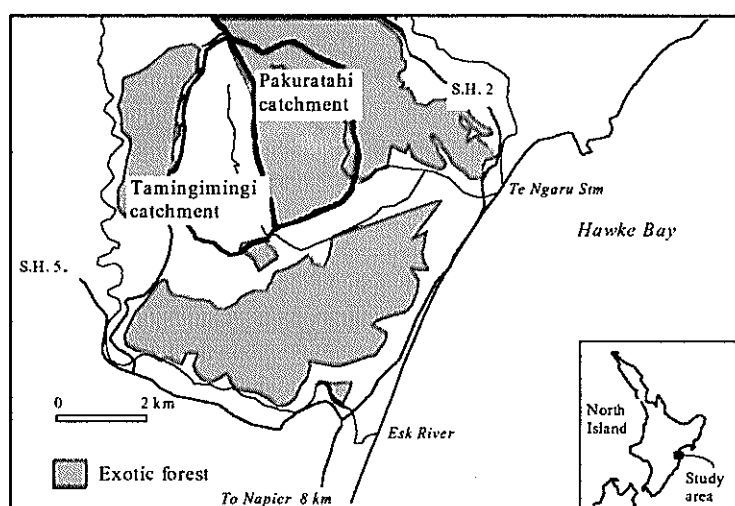 Pakuratahi
catchment
S.H. 2
Tamingimingi
catchment
Te Ngaru Stm
Hawke Bay
S.H. 5.
0 2 km
North
Island
Esk River
Study
area
Exotic forest
To Napier 8 km